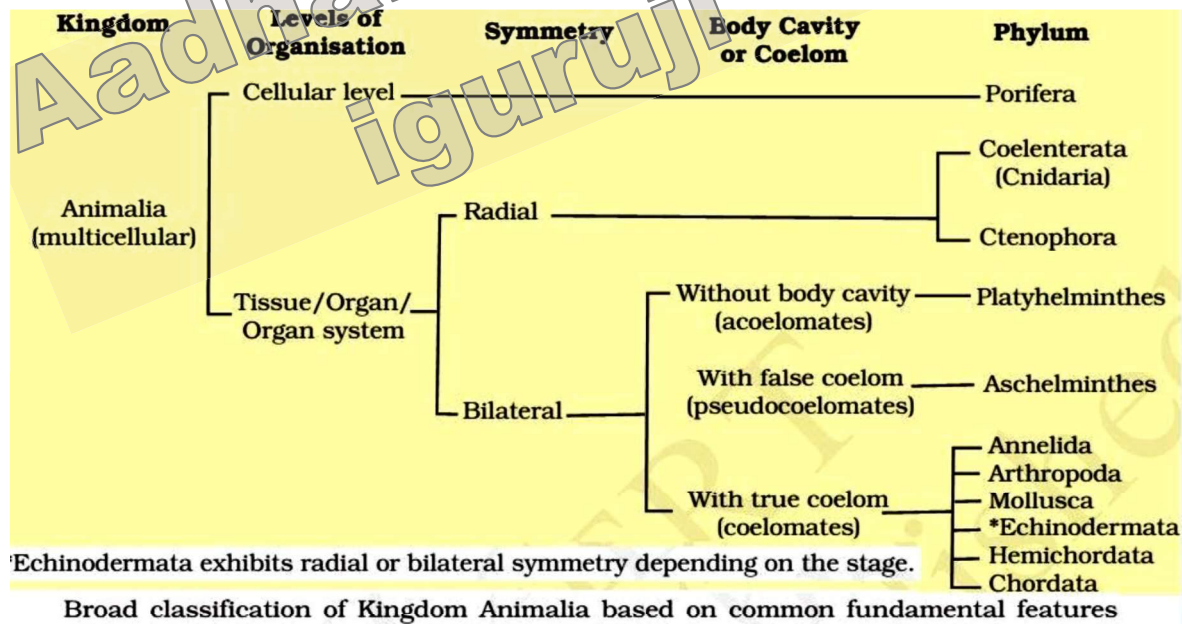 Kingdom
Levels of
Organisation
Symmetry
Body Cavity
or Coelom
Phylum
Cellular level
Porifera
Coelenterata
(Cnidaria)
Animalia
(multicellular)
Radial
Ctenophora
Tissue/Organ/
Organ system
Without body cavity
(acoelomates)
Platyhelminthes
With false coelom
(pseudocoelomates)
Aschelminthes
Bilateral
With true coelom
(coelomates)
Annelida
Arthropoda
Mollusca
*Echinodermata
Hemichordata
Chordata
*Echinodermata exhibits radial or bilateral symmetry depending on the stage.
Broad classification of Kingdom Animalia based on common fundamental features
iguruji